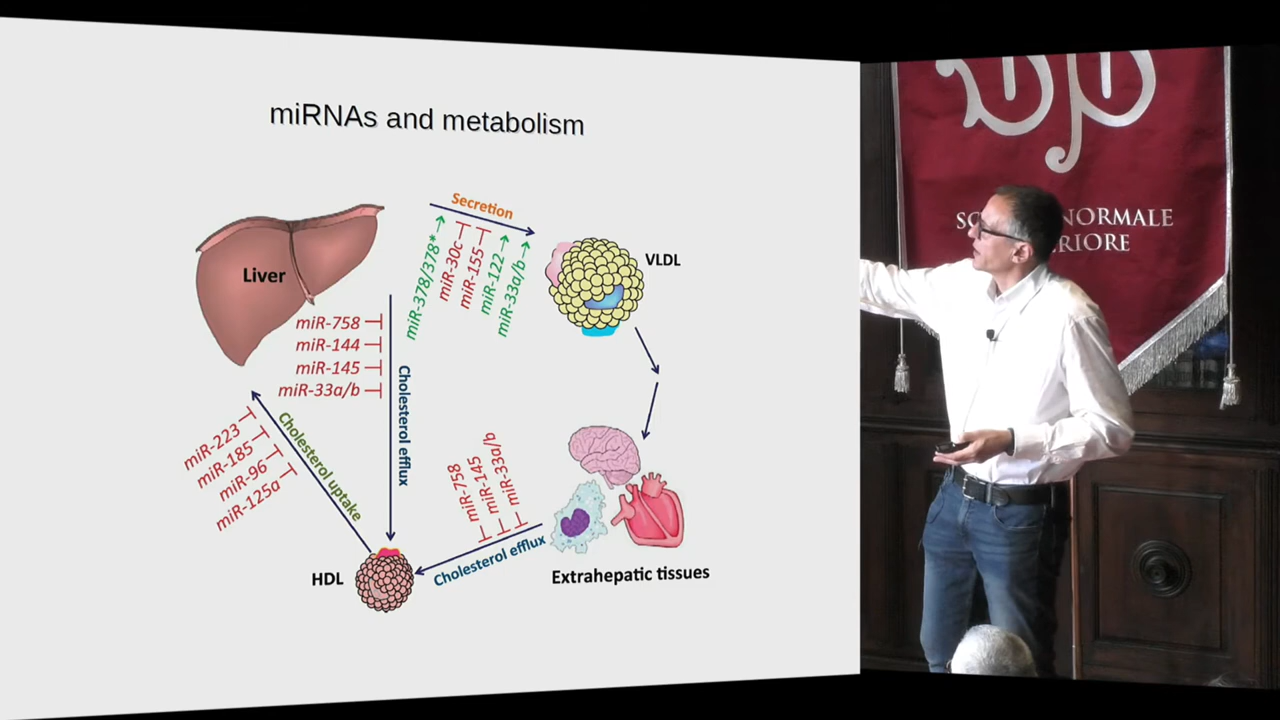 miRNAs and metabolism
Secretion
miR-378/378*
miR-30c
miR-155
miR-122
miR-33a/b
VLDL
Liver
miR-758
miR-144
miR-145
miR-33a/b
Cholesterol efflux
Cholesterol uptake
miR-223
miR-185
miR-96
miR-125a
miR-758
miR-145
miR-33a/b
Cholesterol efflux
HDL
Extrahepatic tissues
NORMALE